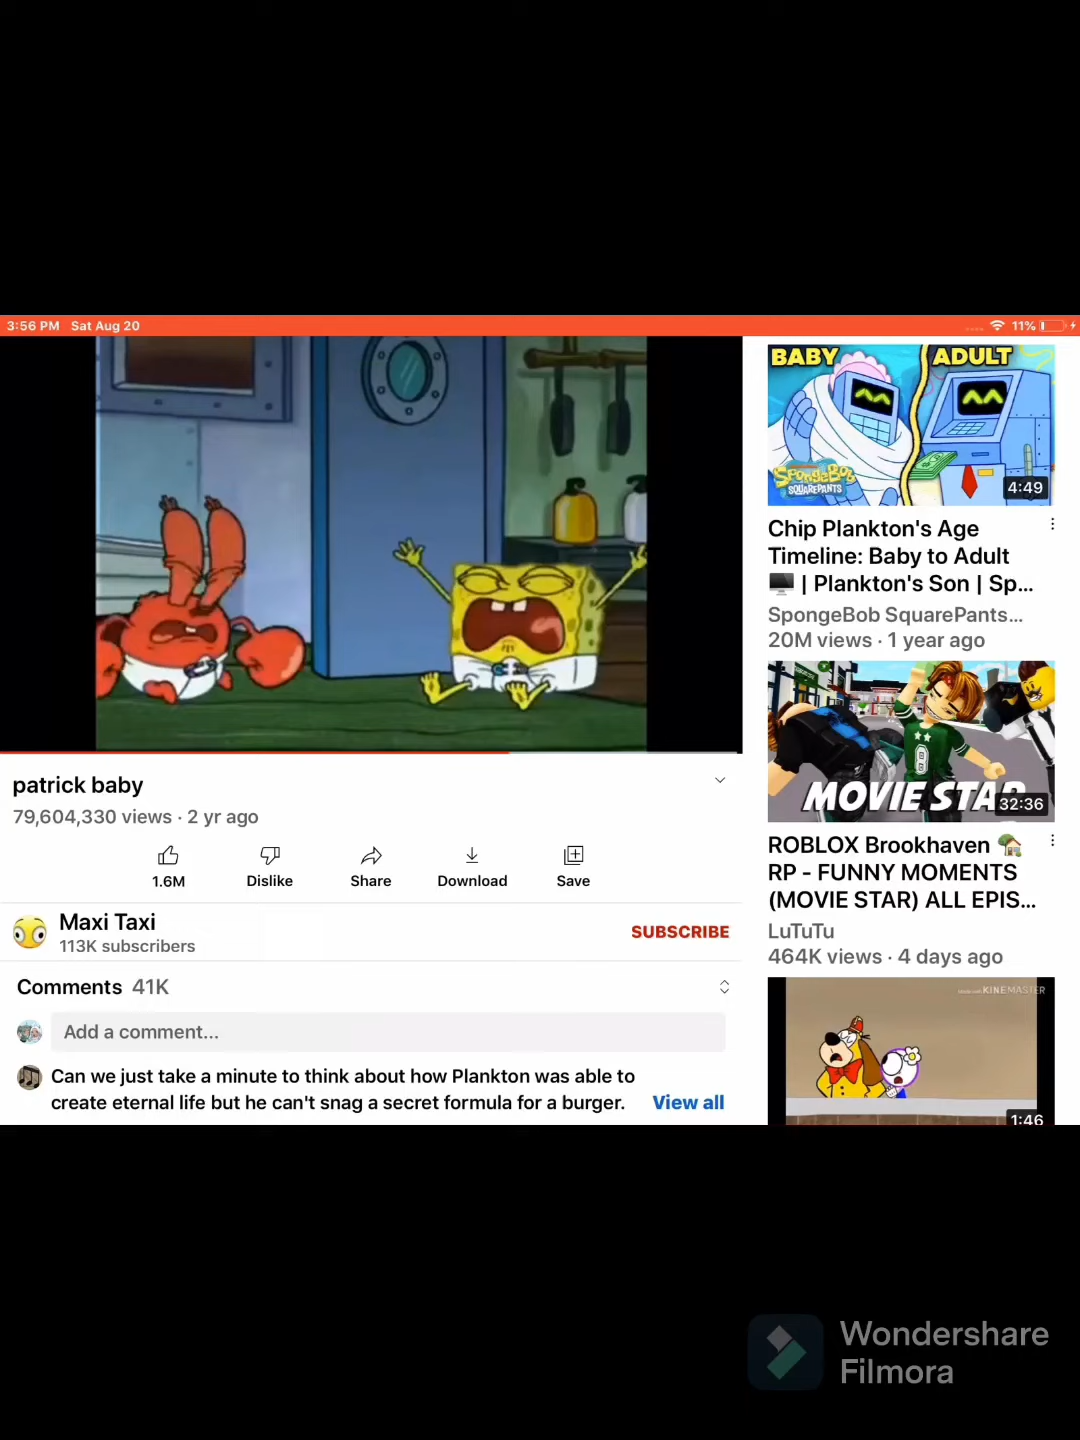 3:56 PM Sat Aug 20
11%
patrick baby
79,604,330 views · 2 yr ago
1.6M
Dislike
Share
Download
Save
Maxi Taxi
113K subscribers
SUBSCRIBE
Comments 41K
Add a comment...
Can we just take a minute to think about how Plankton was able to
create eternal life but he can't snag a secret formula for a burger.
View all
BABY
ADULT
SpongeBob
SQUAREPANTS
4:49
Chip Plankton's Age
Timeline: Baby to Adult
🖥️ | Plankton's Son | Sp...
SpongeBob SquarePants...
20M views · 1 year ago
8
MOVIE STAR
32:36
ROBLOX Brookhaven 🏡
RP - FUNNY MOMENTS
(MOVIE STAR) ALL EPIS...
LuTuTu
464K views · 4 days ago
KINEMASTER
1:46
Wondershare
Filmora